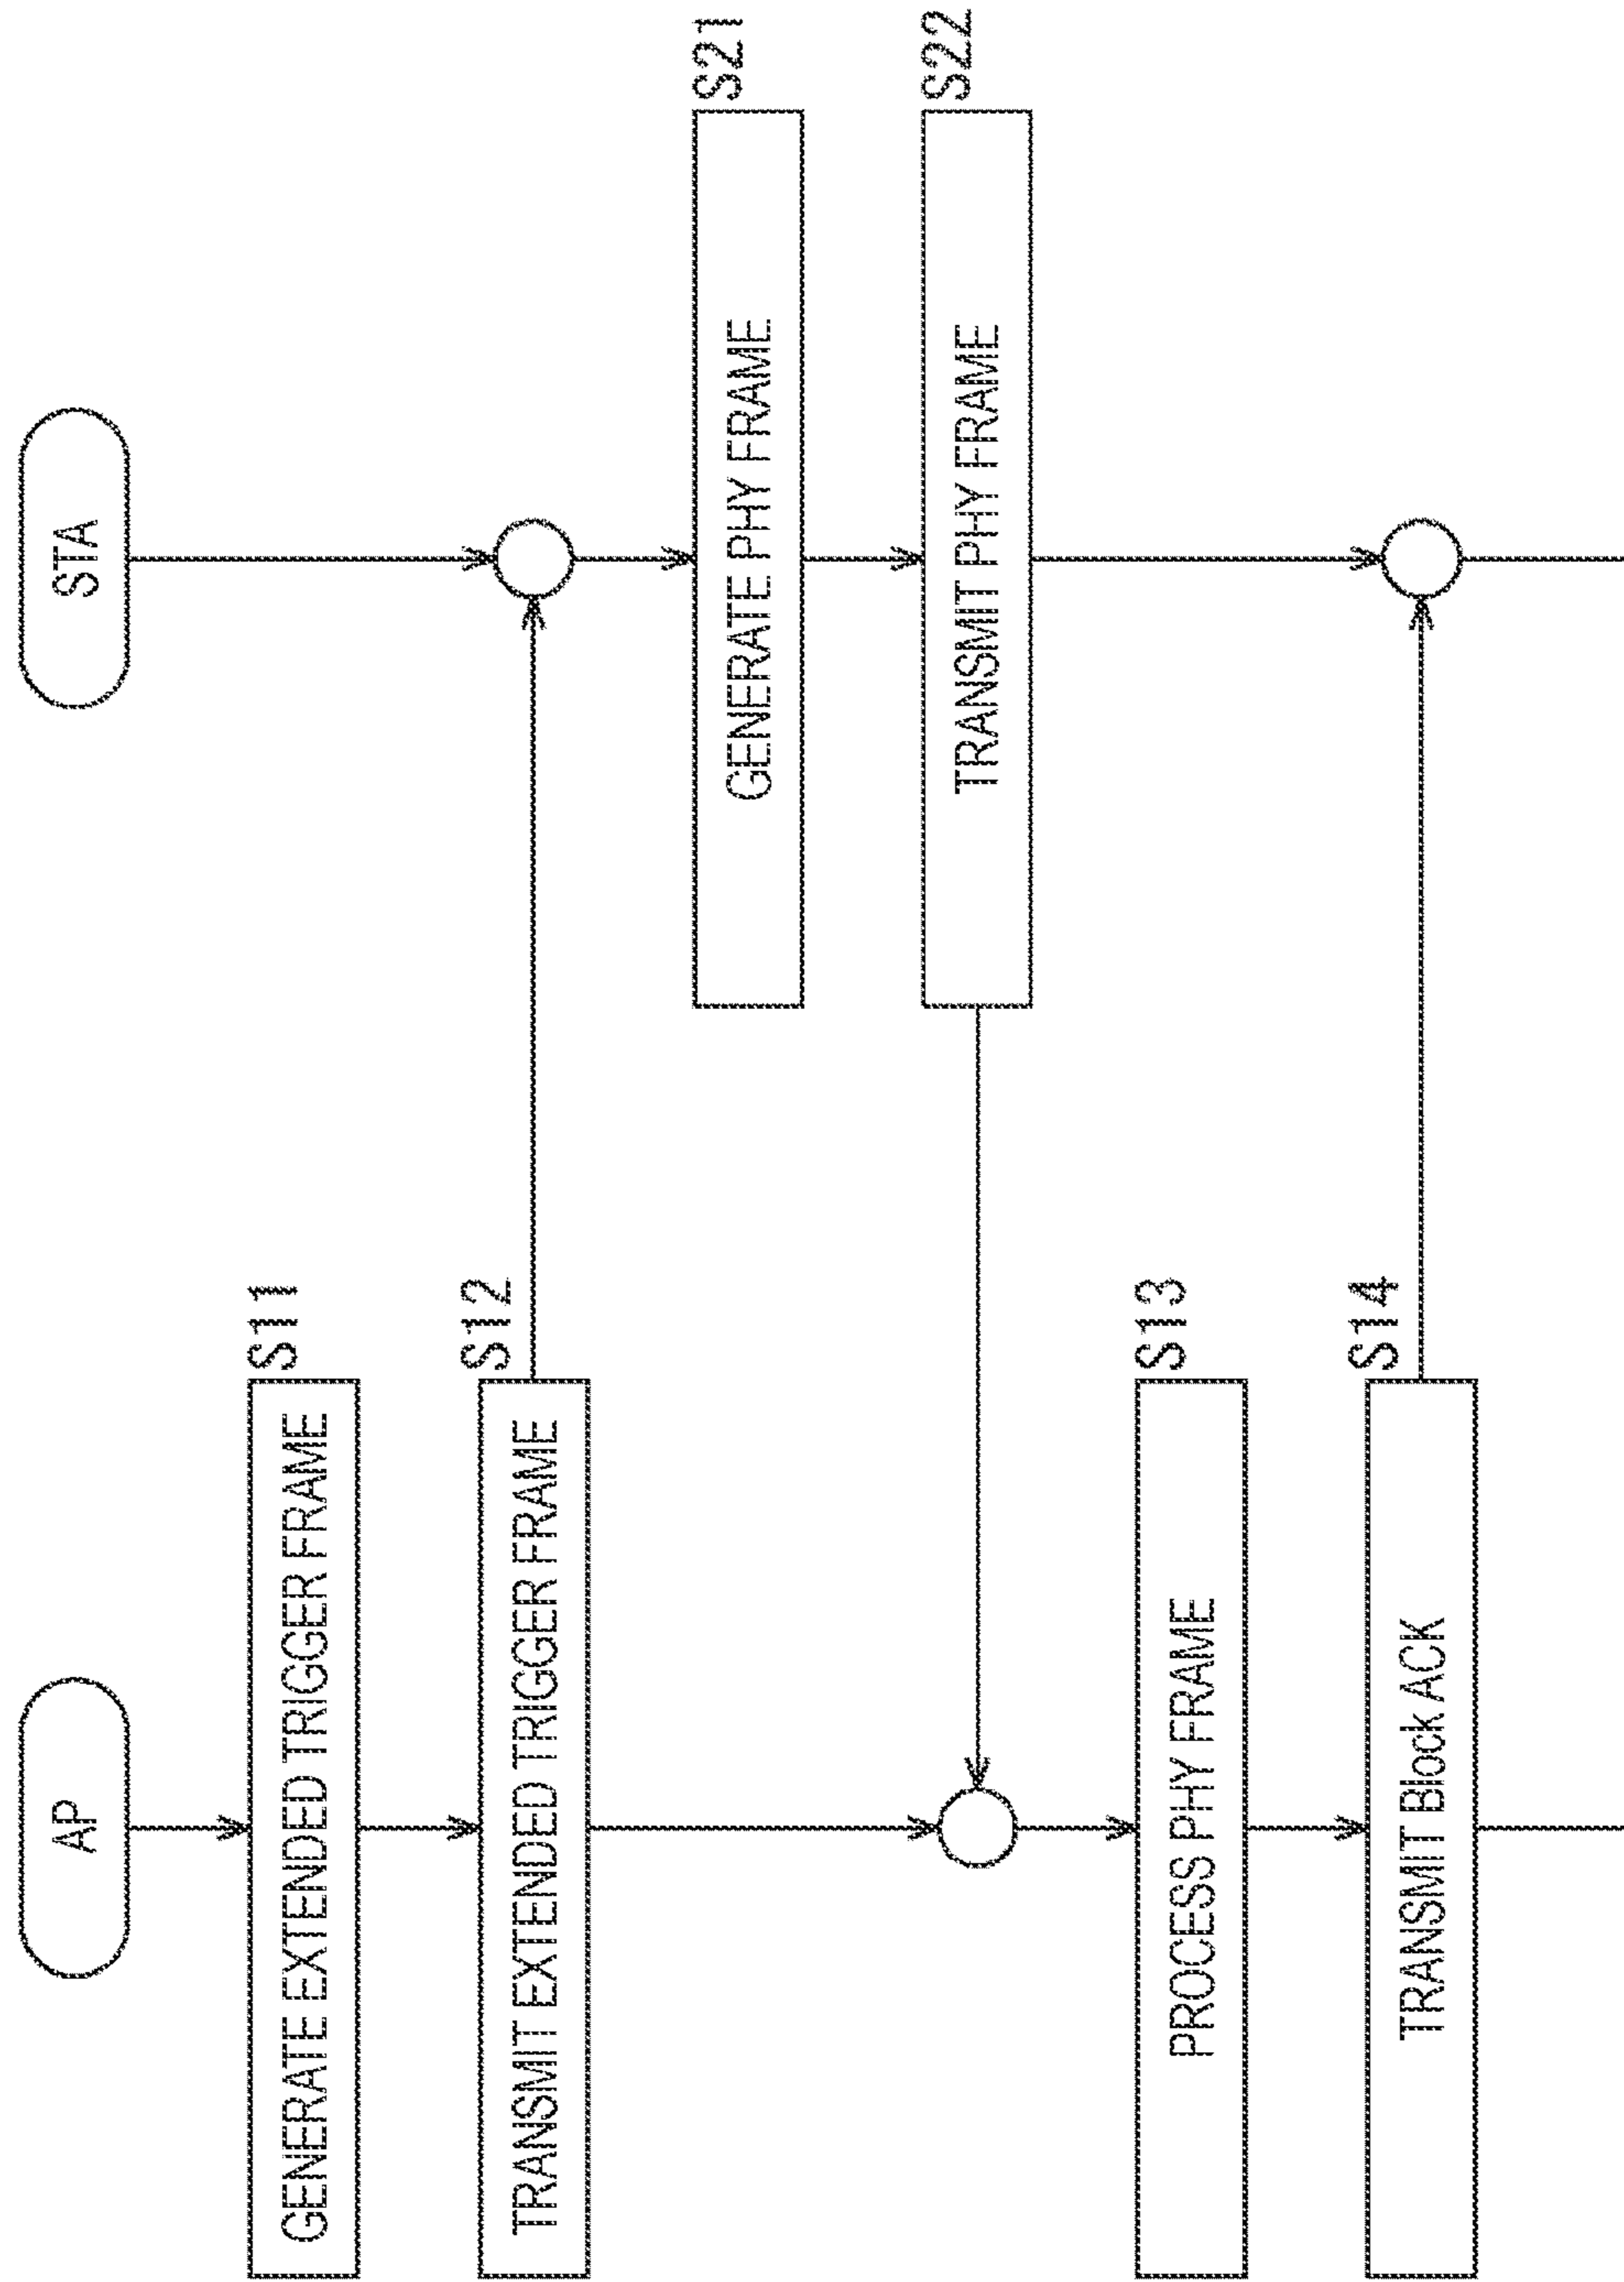 AP
S11
GENERATE EXTENDED TRIGGER FRAME
S12
TRANSMIT EXTENDED TRIGGER FRAME
S13
PROCESS PHY FRAME
S14
TRANSMIT Block ACK
STA
S21
GENERATE PHY FRAME
S22
TRANSMIT PHY FRAME